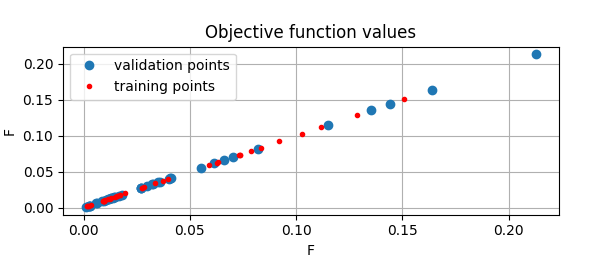 Objective function values
validation points
training points
F
0.20
0.15
0.10
0.05
0.00
0.00 0.05 0.10 0.15 0.20
F